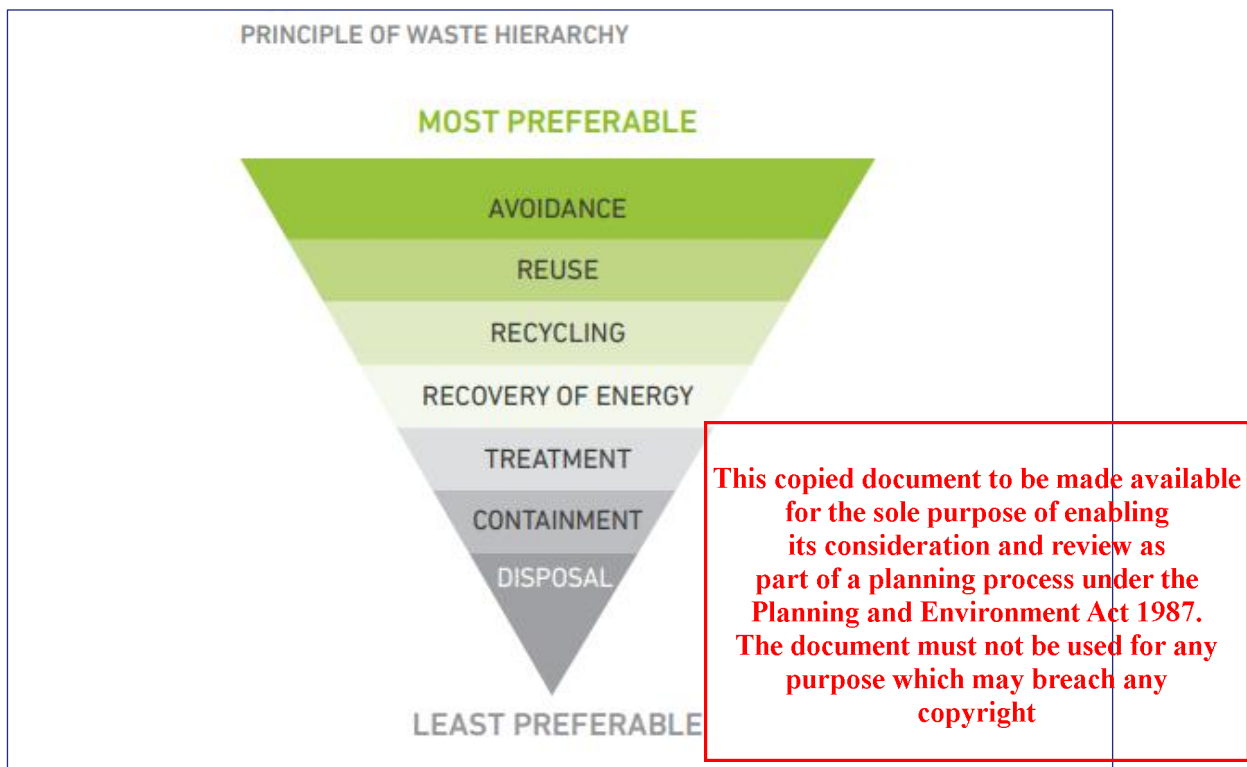 PRINCIPLE OF WASTE HIERARCHY
MOST PREFERABLE
AVOIDANCE
REUSE
RECYCLING
RECOVERY OF ENERGY
TREATMENT
CONTAINMENT
DISPOSAL
LEAST PREFERABLE
This copied document to be made available
for the sole purpose of enabling
its consideration and review as
part of a planning process under the
Planning and Environment Act 1987.
The document must not be used for any
purpose which may breach any
copyright